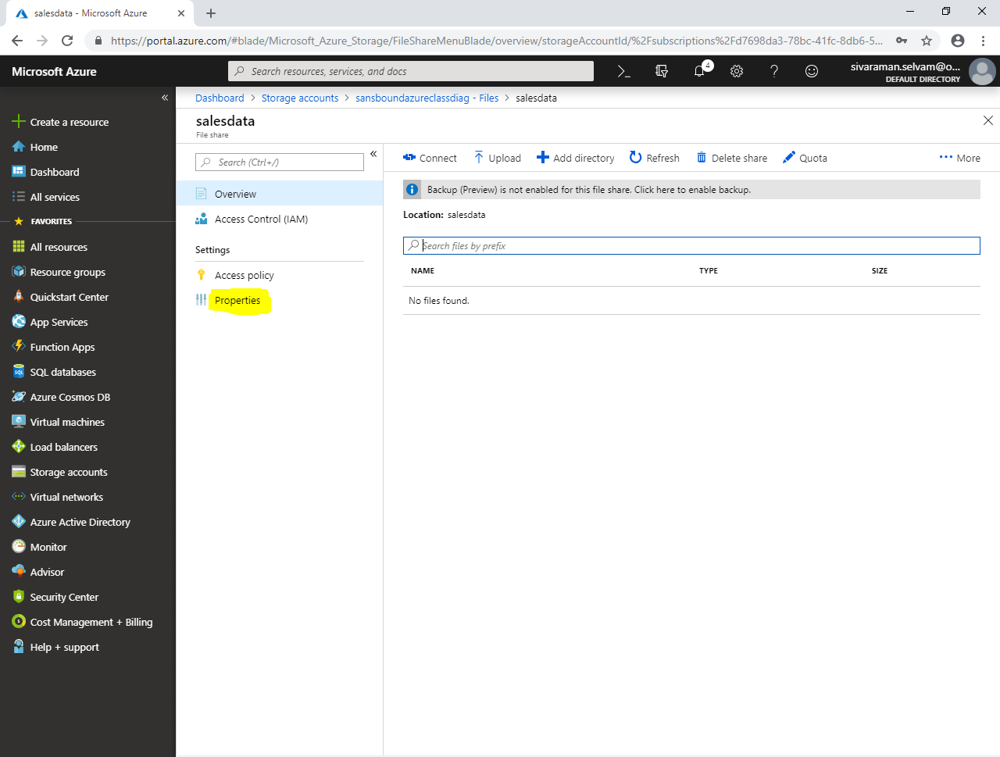 salesdata - Microsoft Azure
https://portal.azure.com/#blade/Microsoft_Azure_Storage/FileShareMenuBlade/overview/storageAccountId/%2Fsubscriptions%2Fd7698da3-78bc-41fc-8db6-5...
Microsoft Azure
Search resources, services, and docs
4
sivaraman.selvam@o...
DEFAULT DIRECTORY
Create a resource
Home
Dashboard
All services
FAVORITES
All resources
Resource groups
Quickstart Center
App Services
Function Apps
SQL databases
Azure Cosmos DB
Virtual machines
Load balancers
Storage accounts
Virtual networks
Azure Active Directory
Monitor
Advisor
Security Center
Cost Management + Billing
Help + support
Dashboard > Storage accounts > sansboundazureclassdiag - Files > salesdata
salesdata
File share
Search (Ctrl+/)
Overview
Access Control (IAM)
Settings
Access policy
Properties
Connect Upload Add directory Refresh Delete share Quota ... More
Backup (Preview) is not enabled for this file share. Click here to enable backup.
Location: salesdata
Search files by prefix
NAME TYPE SIZE
No files found.